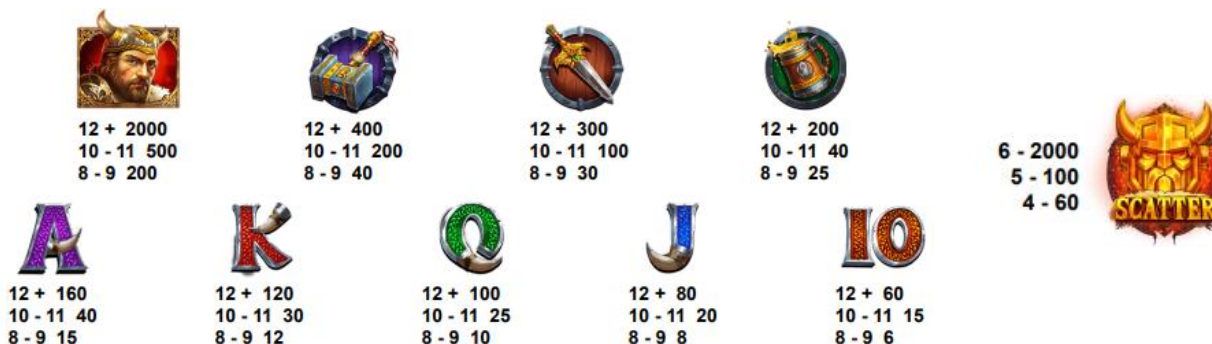 12 + 2000
10 - 11 500
8 - 9 200
12 + 400
10 - 11 200
8 - 9 40
12 + 300
10 - 11 100
8 - 9 30
12 + 200
10 - 11 40
8 - 9 25
6 - 2000
5 - 100
4 - 60
SCATTER
A
12 + 160
10 - 11 40
8 - 9 15
K
12 + 120
10 - 11 30
8 - 9 12
Q
12 + 100
10 - 11 25
8 - 9 10
J
12 + 80
10 - 11 20
8 - 9 8
10
12 + 60
10 - 11 15
8 - 9 6